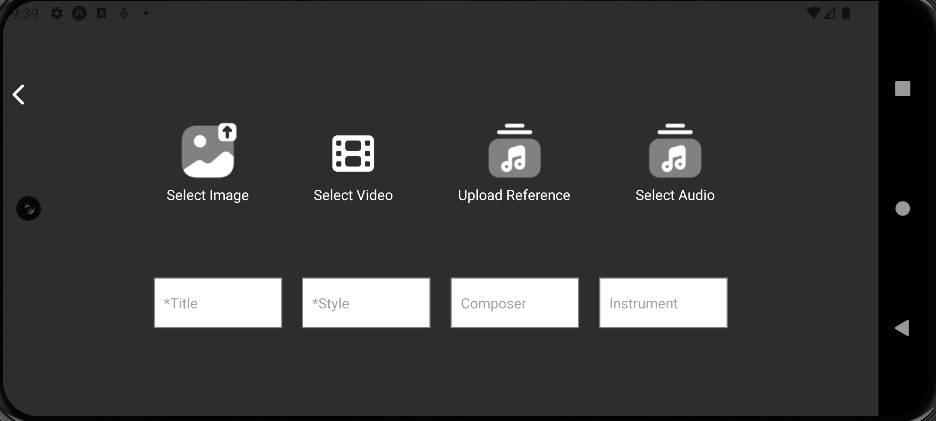 9:39
Select Image
Select Video
Upload Reference
Select Audio
*Title
*Style
Composer
Instrument